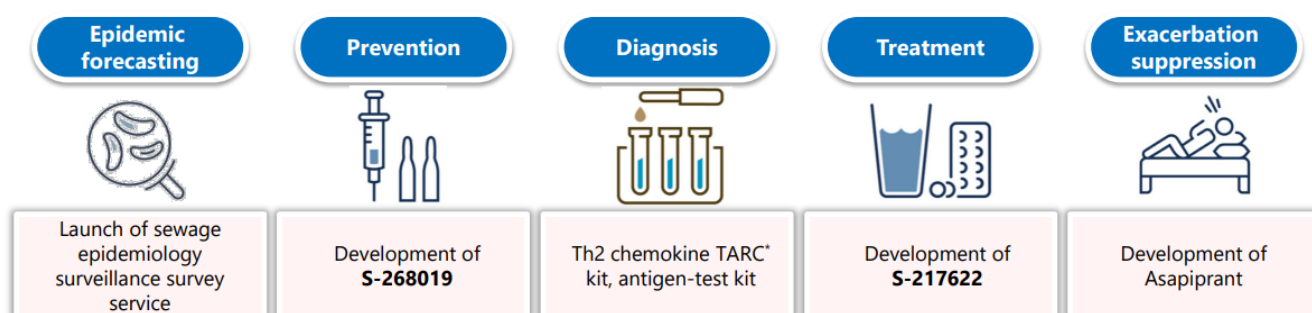 Epidemic
forecasting
Prevention
Diagnosis
Treatment
Exacerbation
suppression
Launch of sewage
epidemiology
surveillance survey
service
Development of
S-268019
Th2 chemokine TARC*
kit, antigen-test kit
Development of
S-217622
Development of
Asapiprant